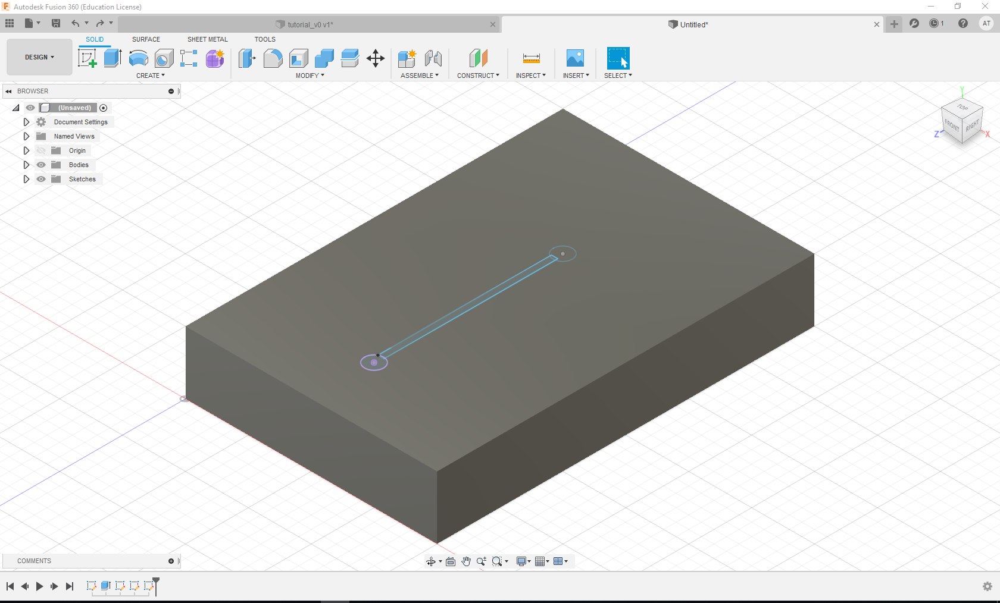 Autodesk Fusion 360 (Education License)
tutorial_v0 v1*
Untitled*
1
AT
DESIGN
SOLID
SURFACE
SHEET METAL
TOOLS
CREATE
MODIFY
ASSEMBLE
CONSTRUCT
INSPECT
INSERT
SELECT
BROWSER
(Unsaved)
Document Settings
Named Views
Origin
Bodies
Sketches
Y
TOP
FRONT
RIGHT
Z
X
COMMENTS